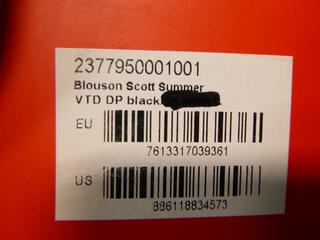 2377950001001
Blouson Scott Summer
VTD DP black
EU
7613317039361
US
886118834573